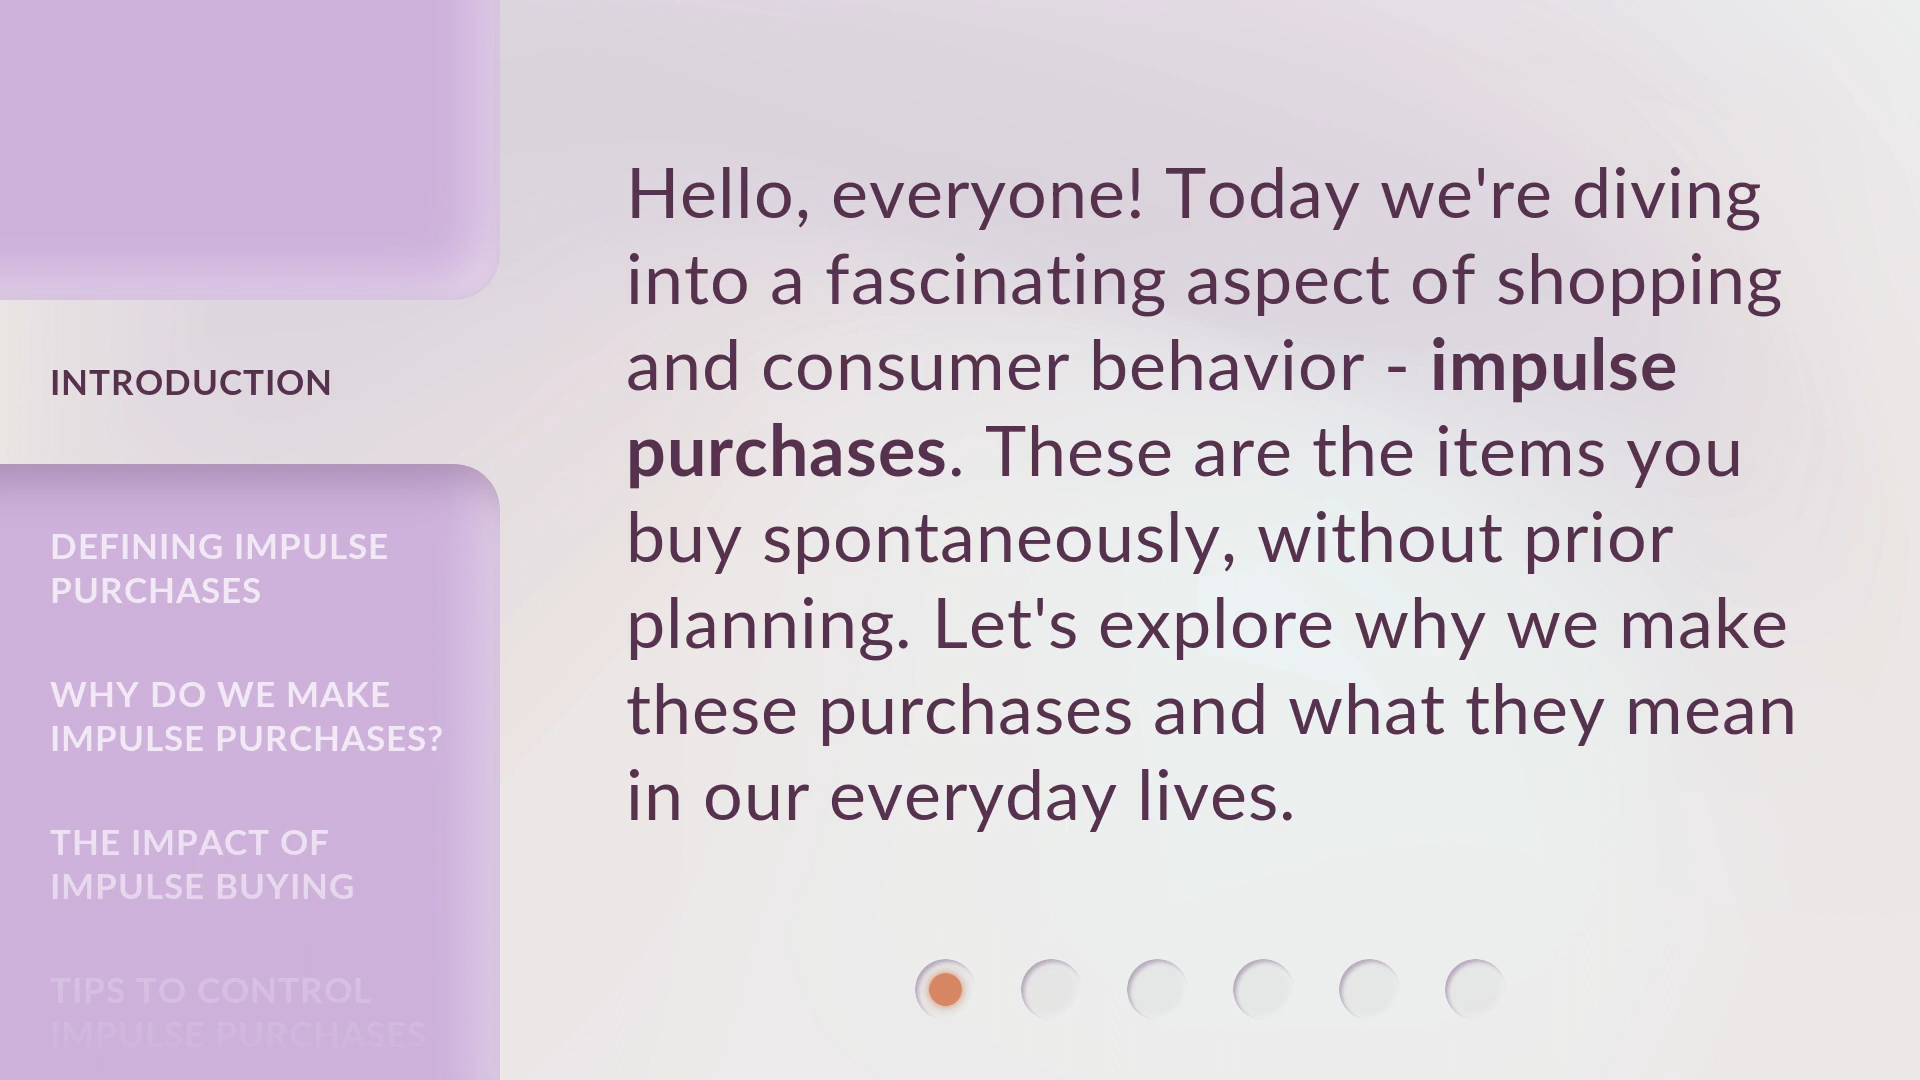 INTRODUCTION
DEFINING IMPULSE
PURCHASES
WHY DO WE MAKE
IMPULSE PURCHASES?
THE IMPACT OF
IMPULSE BUYING
TIPS TO CONTROL
IMPULSE PURCHASES
Hello, everyone! Today we're diving
into a fascinating aspect of shopping
and consumer behavior - impulse
purchases. These are the items you
buy spontaneously, without prior
planning. Let's explore why we make
these purchases and what they mean
in our everyday lives.